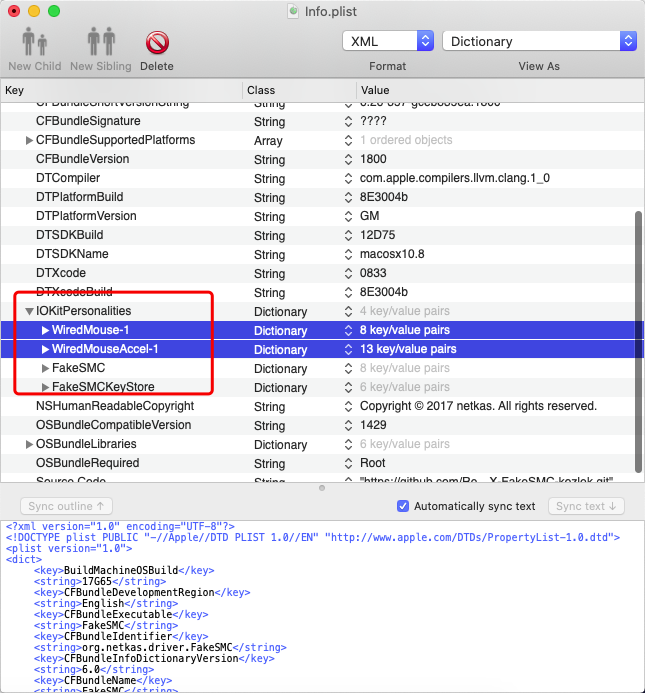 Info.plist
New Child New Sibling Delete
XML Dictionary
Format View As
Key Class Value
CFBundleShortVersionString String
CFBundleSignature String ????
CFBundleSupportedPlatforms Array 1 ordered objects
CFBundleVersion String 1800
DTCompiler String com.apple.compilers.llvm.clang.1_0
DTPlatformBuild String 8E3004b
DTPlatformVersion String GM
DTSDKBuild String 12D75
DTSDKName String macosx10.8
DTXcode String 0833
DTXcodeBuild String 8E3004b
IOKitPersonalities Dictionary 4 key/value pairs
WiredMouse-1 Dictionary 8 key/value pairs
WiredMouseAccel-1 Dictionary 13 key/value pairs
FakeSMC Dictionary 8 key/value pairs
FakeSMCKeyStore Dictionary 6 key/value pairs
NSHumanReadableCopyright String Copyright © 2017 netkas. All rights reserved.
OSBundleCompatibleVersion String 1429
OSBundleLibraries Dictionary 6 key/value pairs
OSBundleRequired String Root
Source Code String "https://github.com/Re…X-FakeSMC-kozlek.git"
Sync outline ↑ Automatically sync text Sync text ↓
<?xml version="1.0" encoding="UTF-8"?>
<!DOCTYPE plist PUBLIC "-//Apple//DTD PLIST 1.0//EN" "http://www.apple.com/DTDs/PropertyList-1.0.dtd">
<plist version="1.0">
<dict>
<key>BuildMachineOSBuild</key>
<string>17G65</string>
<key>CFBundleDevelopmentRegion</key>
<string>English</string>
<key>CFBundleExecutable</key>
<string>FakeSMC</string>
<key>CFBundleIdentifier</key>
<string>org.netkas.driver.FakeSMC</string>
<key>CFBundleInfoDictionaryVersion</key>
<string>6.0</string>
<key>CFBundleName</key>
<string>FakeSMC</string>